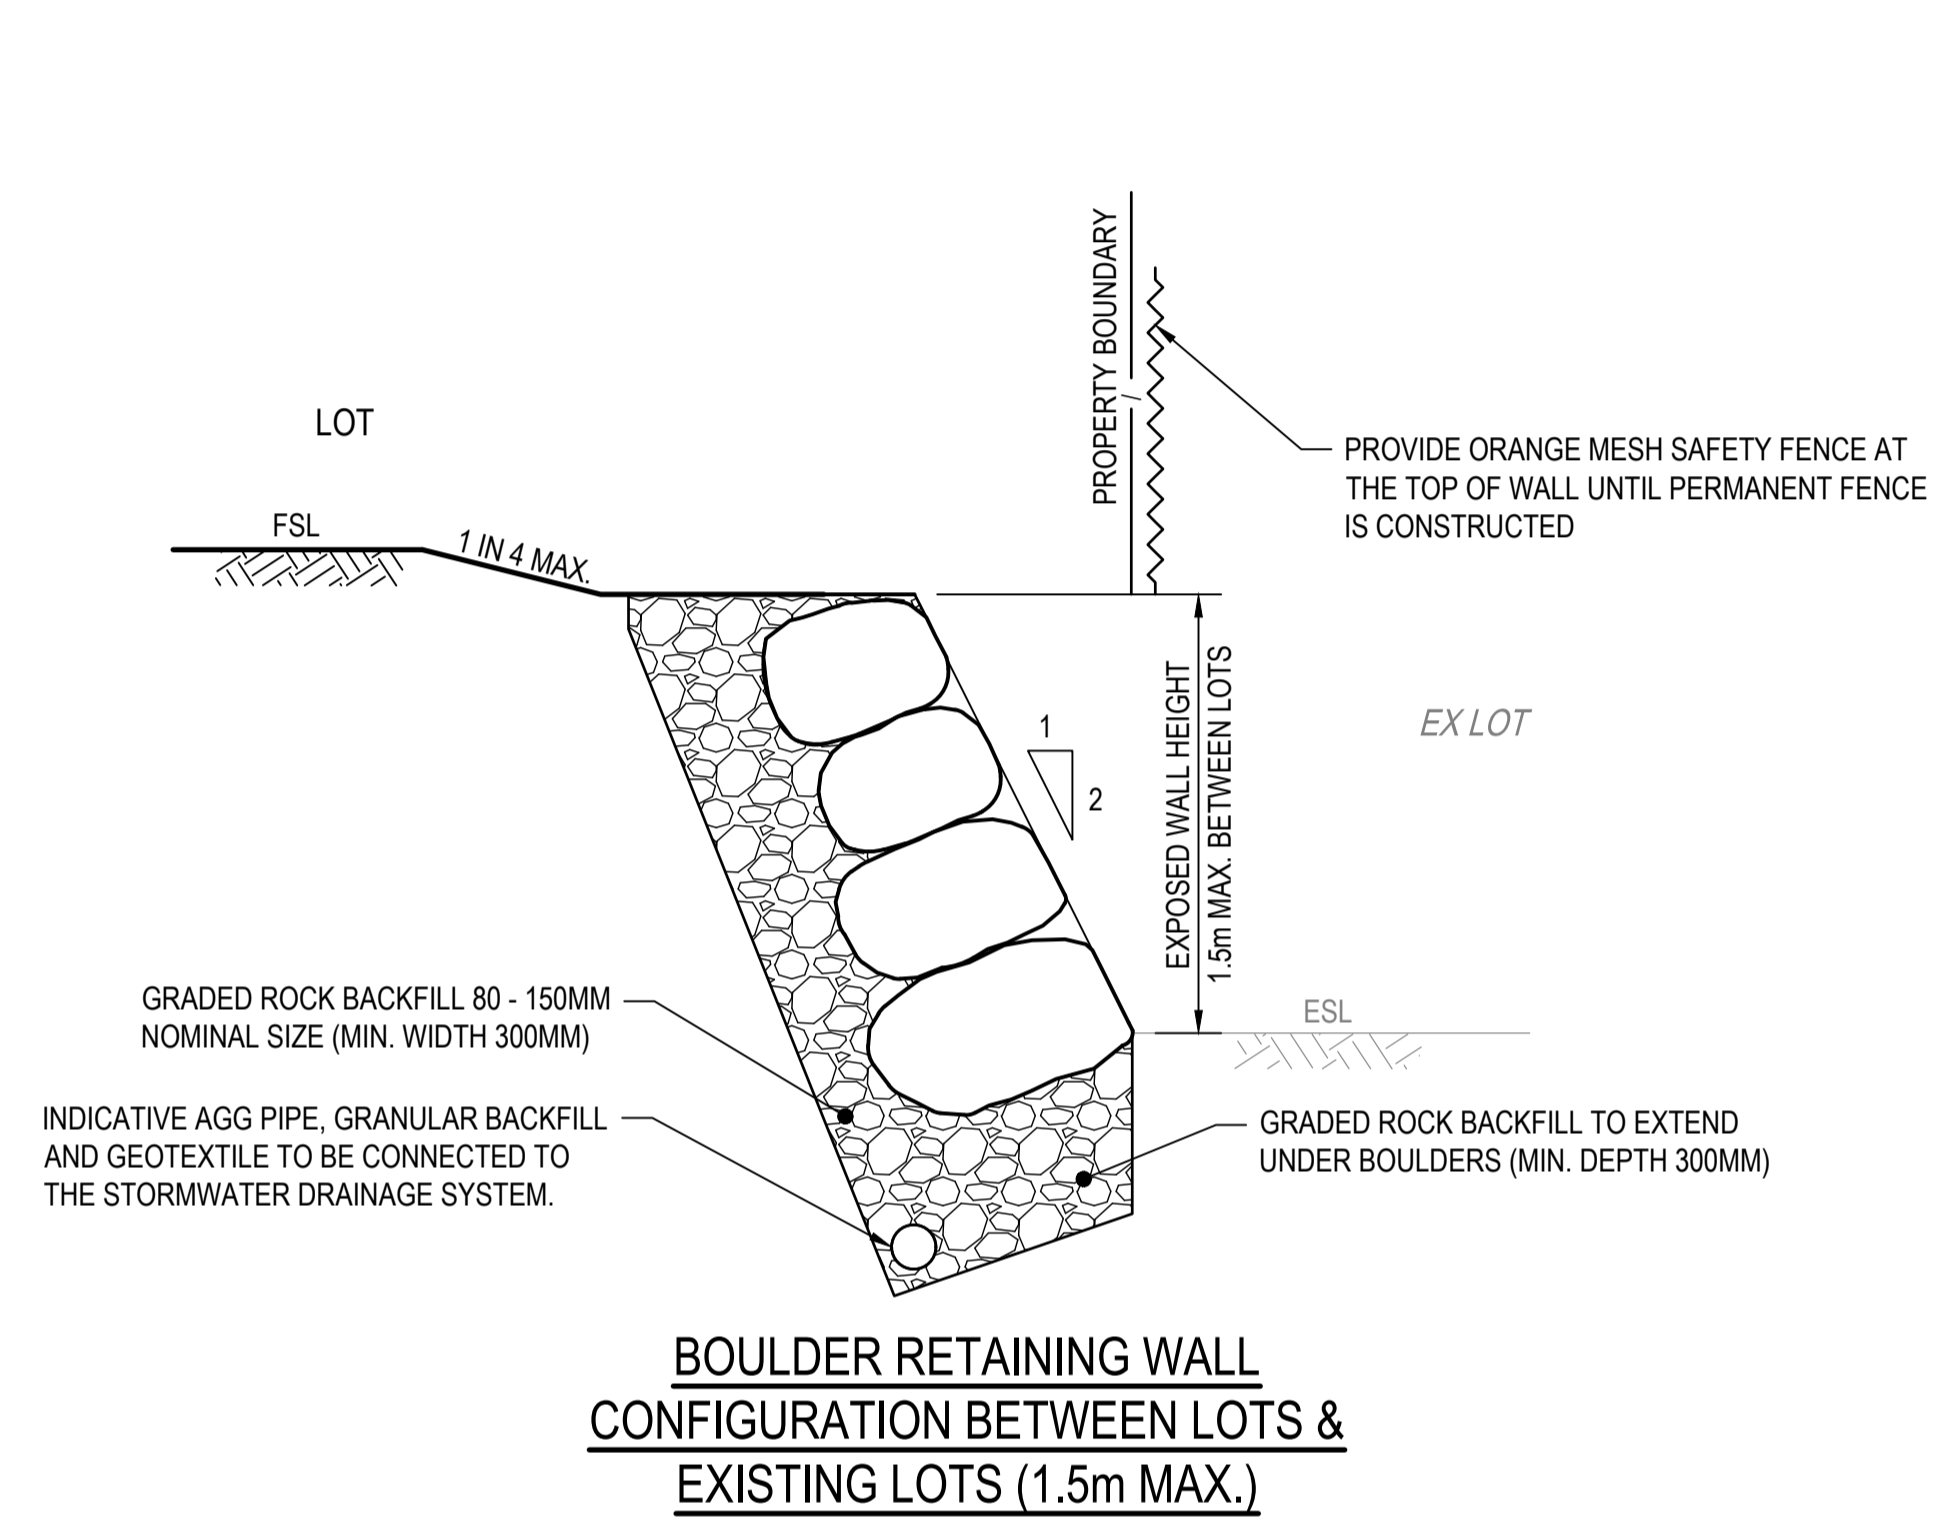 PROPERTY BOUNDARY
LOT
PROVIDE ORANGE MESH SAFETY FENCE AT
THE TOP OF WALL UNTIL PERMANENT FENCE
IS CONSTRUCTED
FSL
1 IN 4 MAX.
EXPOSED WALL HEIGHT
1.5m MAX. BETWEEN LOTS
1
2
EX LOT
GRADED ROCK BACKFILL 80 - 150MM
NOMINAL SIZE (MIN. WIDTH 300MM)
ESL
INDICATIVE AGG PIPE, GRANULAR BACKFILL
AND GEOTEXTILE TO BE CONNECTED TO
THE STORMWATER DRAINAGE SYSTEM.
GRADED ROCK BACKFILL TO EXTEND
UNDER BOULDERS (MIN. DEPTH 300MM)
BOULDER RETAINING WALL
CONFIGURATION BETWEEN LOTS &
EXISTING LOTS (1.5m MAX.)